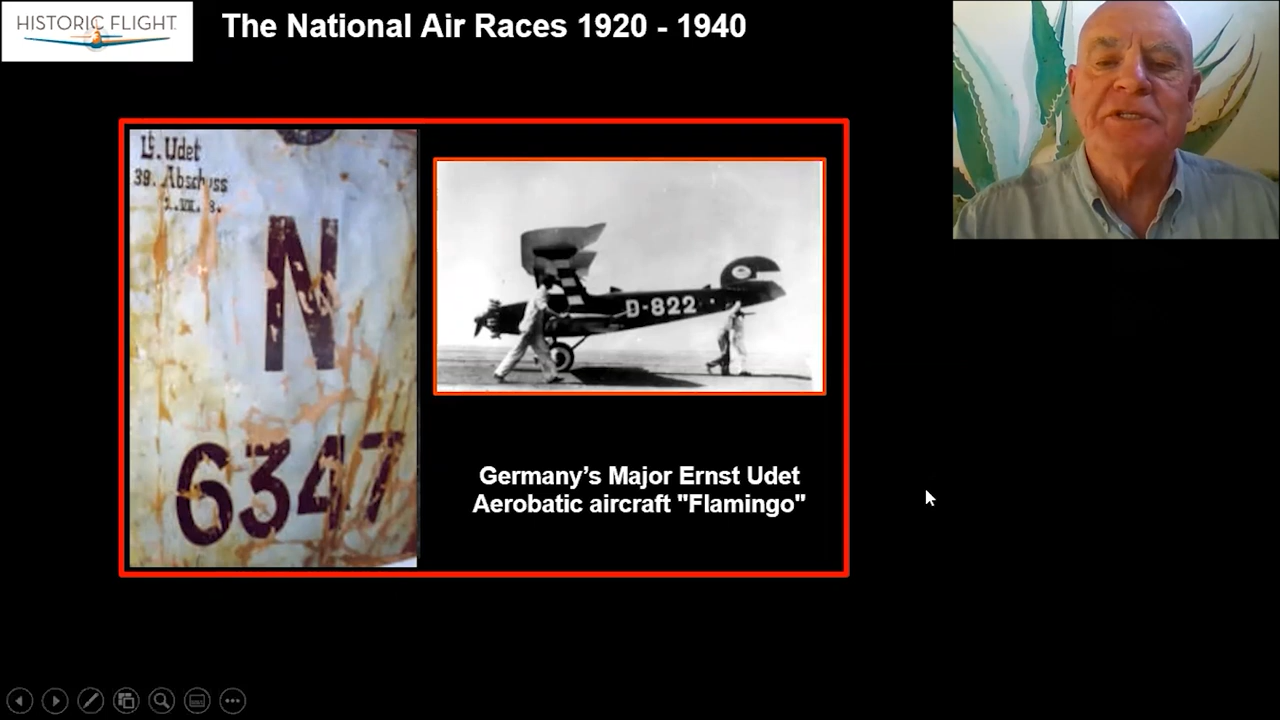 HISTORIC FLIGHT
The National Air Races 1920 - 1940
Lt. Udet
39. Abschuss
N
6347
D-822
Germany’s Major Ernst Udet
Aerobatic aircraft "Flamingo"